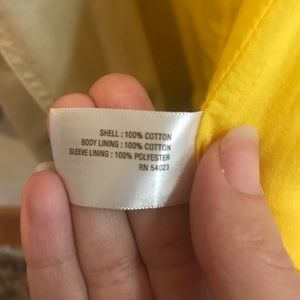 SHELL : 100% COTTON
BODY LINING : 100% COTTON
SLEEVE LINING : 100% POLYESTER
RN 54023